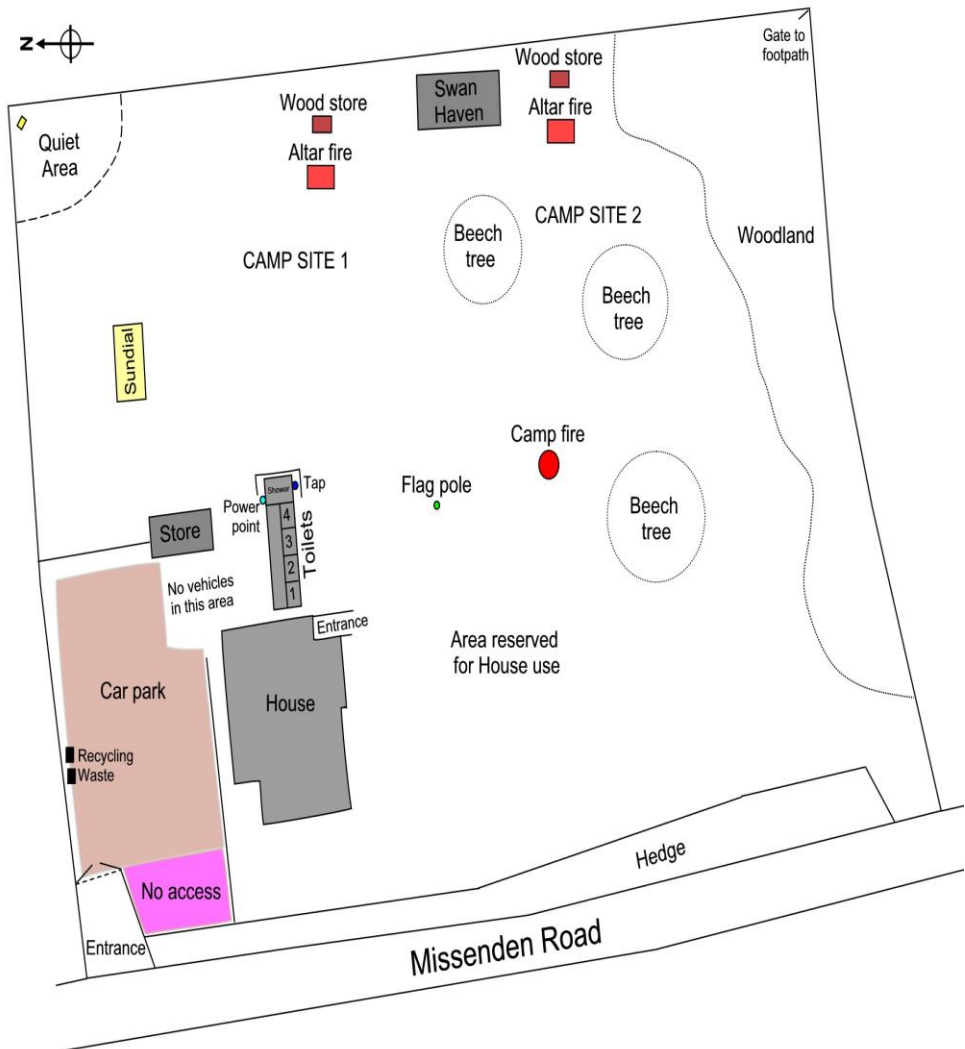 N
Gate to
footpath
Wood store
Wood store
Swan
Haven
Altar fire
Altar fire
Quiet
Area
CAMP SITE 2
Beech
tree
Woodland
CAMP SITE 1
Beech
tree
Sundial
Camp fire
Flag pole
Shower
Tap
Power
point
4
3
2
1
Toilets
Beech
tree
Store
No vehicles
in this area
Entrance
Area reserved
for House use
Car park
House
Recycling
Waste
Hedge
No access
Entrance
Missenden Road